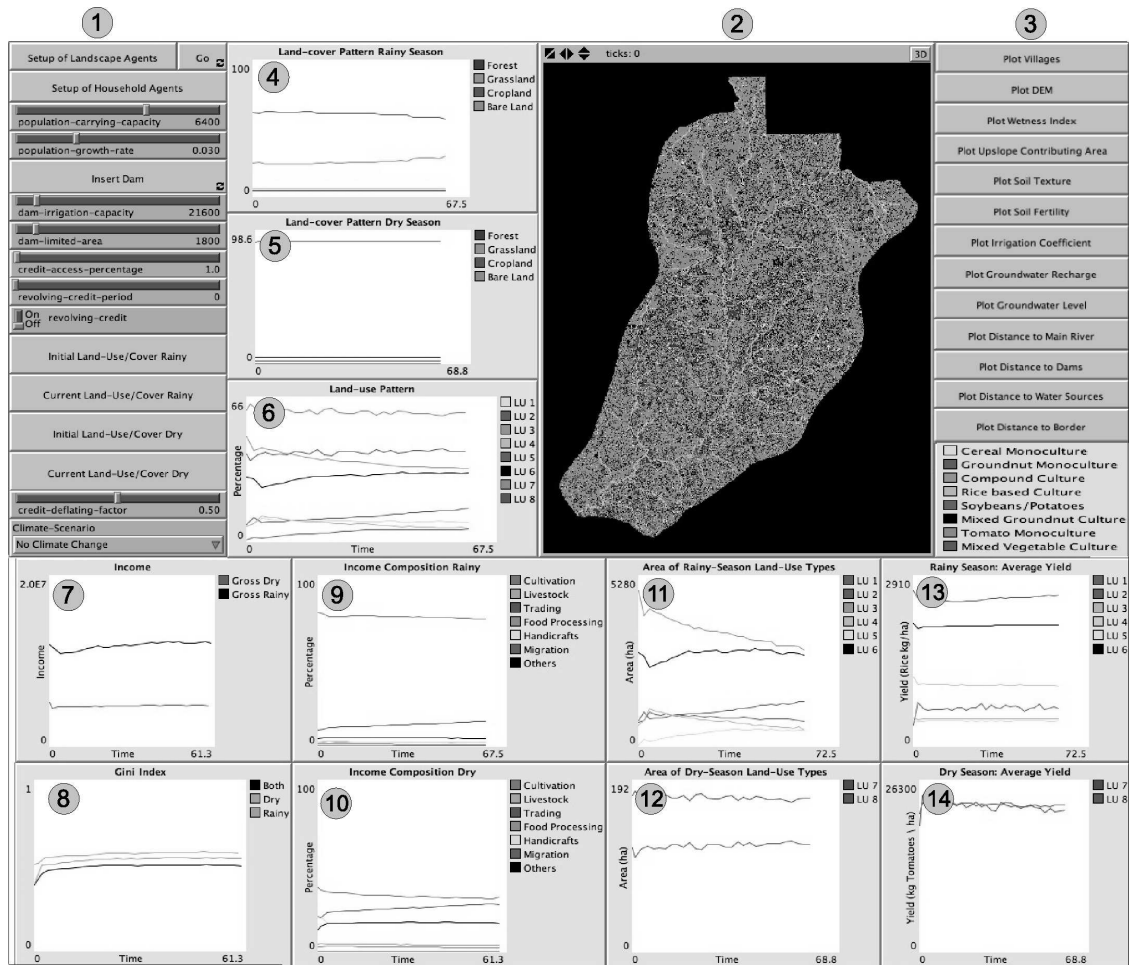 1
2
3
Setup of Landscape Agents
Go
Setup of Household Agents
population-carrying-capacity 6400
population-growth-rate 0.030
Insert Dam
dam-irrigation-capacity 21600
dam-limited-area 1800
credit-access-percentage 1.0
revolving-credit-period 0
On
Off
revolving-credit
Initial Land-Use/Cover Rainy
Current Land-Use/Cover Rainy
Initial Land-Use/Cover Dry
Current Land-Use/Cover Dry
credit-deflating-factor 0.50
Climate-Scenario
No Climate Change
Land-cover Pattern Rainy Season
4
100
0
0
67.5
Forest
Grassland
Cropland
Bare Land
Land-cover Pattern Dry Season
5
98.6
0
0
68.8
Forest
Grassland
Cropland
Bare Land
Land-use Pattern
6
66
Percentage
0
0
Time
67.5
LU 1
LU 2
LU 3
LU 4
LU 5
LU 6
LU 7
LU 8
ticks: 0
3D
Plot Villages
Plot DEM
Plot Wetness Index
Plot Upslope Contributing Area
Plot Soil Texture
Plot Soil Fertility
Plot Irrigation Coefficient
Plot Groundwater Recharge
Plot Groundwater Level
Plot Distance to Main River
Plot Distance to Dams
Plot Distance to Water Sources
Plot Distance to Border
Cereal Monoculture
Groundnut Monoculture
Compound Culture
Rice based Culture
Soybeans/Potatoes
Mixed Groundnut Culture
Tomato Monoculture
Mixed Vegetable Culture
Income
7
2.0E7
Income
0
0
Time
61.3
Gross Dry
Gross Rainy
Income Composition Rainy
9
100
Percentage
0
0
Time
67.5
Cultivation
Livestock
Trading
Food Processing
Handicrafts
Migration
Others
Area of Rainy-Season Land-Use Types
11
5280
Area (ha)
0
0
Time
72.5
LU 1
LU 2
LU 3
LU 4
LU 5
LU 6
Rainy Season: Average Yield
13
2910
Yield (Rice kg/ha)
0
0
Time
72.5
LU 1
LU 2
LU 3
LU 4
LU 5
LU 6
Gini Index
8
1
0
0
Time
61.3
Both
Dry
Rainy
Income Composition Dry
10
100
Percentage
0
0
Time
61.3
Cultivation
Livestock
Trading
Food Processing
Handicrafts
Migration
Others
Area of Dry-Season Land-Use Types
12
192
Area (ha)
0
0
Time
68.8
LU 7
LU 8
Dry Season: Average Yield
14
26300
Yield (kg Tomatoes \ ha)
0
0
Time
68.8
LU 7
LU 8